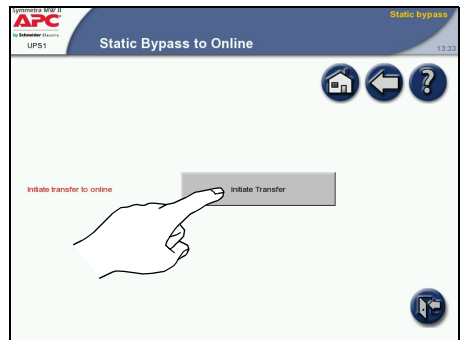 Symmetra MW II
APC
by Schneider Electric
UPS1
Static Bypass to Online
Static bypass
13:33
Initiate transfer to online
Initiate Transfer